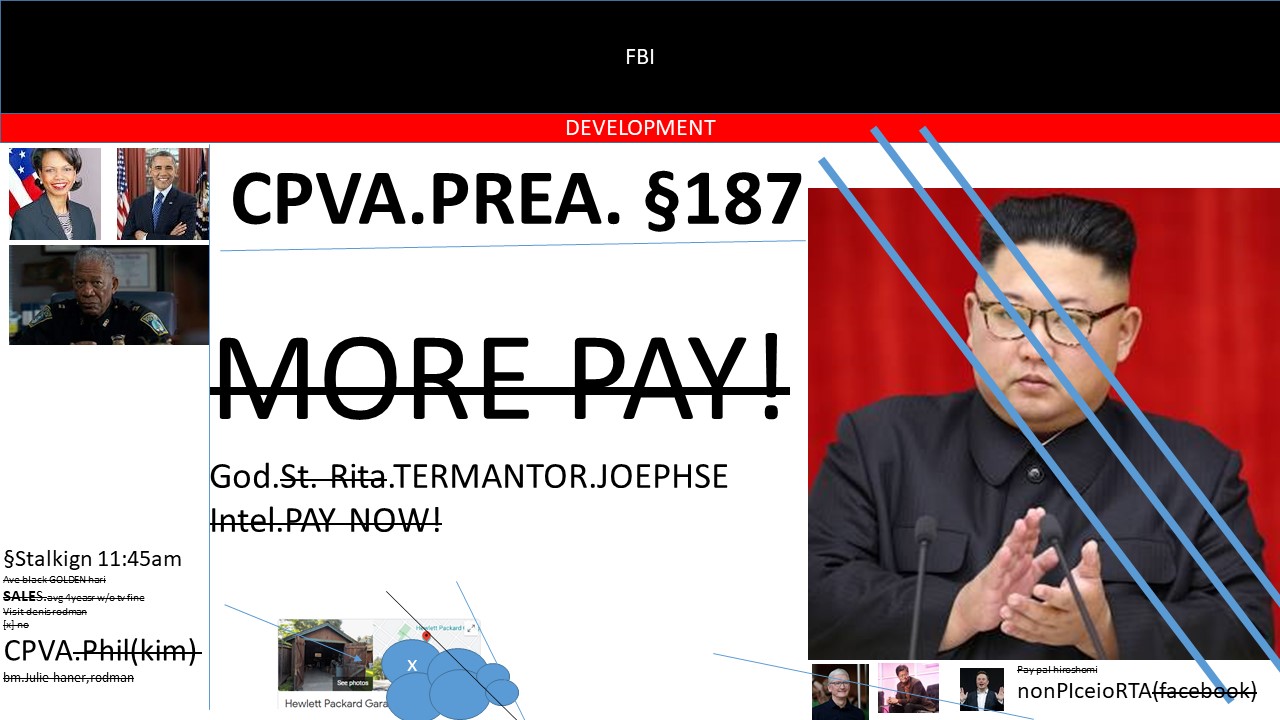 FBI
DEVELOPMENT
CPVA.PREA. §187
MORE PAY!
God.St. Rita.TERMANTOR.JOEPHSE
Intel.PAY NOW!
§Stalkign 11:45am
Ave black GOLDEN hari
SALES.avg 4yeasr w/o tv fine
Visit denis rodman
[x] no
CPVA.Phil(kim)
bm.Julie haner,rodman
Hewlett Packard
X
See photos
Hewlett Packard Gara
Pay pal hiroshomi
nonPIceioRTA(facebook)